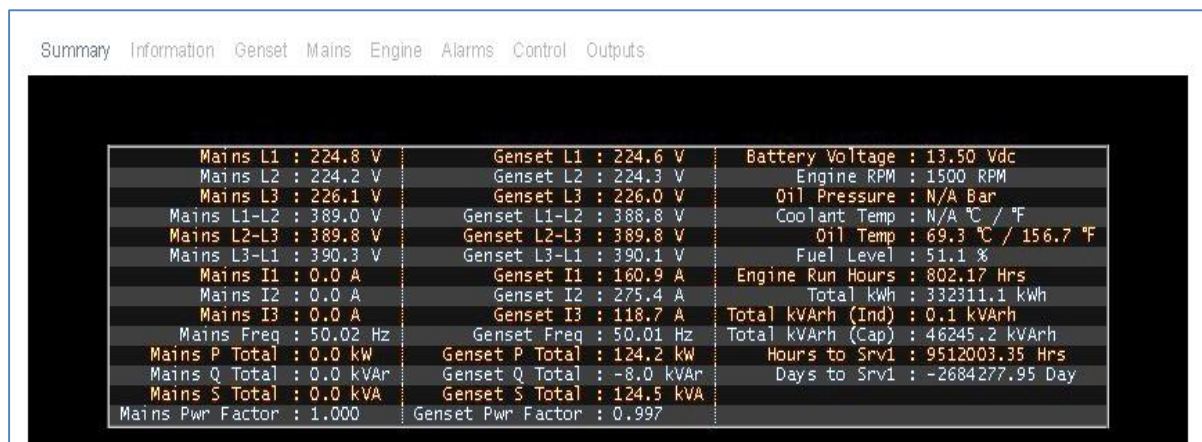 Summary Information Genset Mains Engine Alarms Control Outputs
Mains L1 : 224.8 V Genset L1 : 224.6 V Battery Voltage : 13.50 Vdc
Mains L2 : 224.2 V Genset L2 : 224.3 V Engine RPM : 1500 RPM
Mains L3 : 226.1 V Genset L3 : 226.0 V Oil Pressure : N/A Bar
Mains L1-L2 : 389.0 V Genset L1-L2 : 388.8 V Coolant Temp : N/A °C / °F
Mains L2-L3 : 389.8 V Genset L2-L3 : 389.8 V Oil Temp : 69.3 °C / 156.7 °F
Mains L3-L1 : 390.3 V Genset L3-L1 : 390.1 V Fuel Level : 51.1 %
Mains I1 : 0.0 A Genset I1 : 160.9 A Engine Run Hours : 802.17 Hrs
Mains I2 : 0.0 A Genset I2 : 275.4 A Total kWh : 332311.1 kWh
Mains I3 : 0.0 A Genset I3 : 118.7 A Total kVArh (Ind) : 0.1 kVArh
Mains Freq : 50.02 Hz Genset Freq : 50.01 Hz Total kVArh (Cap) : 46245.2 kVArh
Mains P Total : 0.0 kW Genset P Total : 124.2 kW Hours to Srv1 : 9512003.35 Hrs
Mains Q Total : 0.0 kVAr Genset Q Total : -8.0 kVAr Days to Srv1 : -2684277.95 Day
Mains S Total : 0.0 kVA Genset S Total : 124.5 kVA
Mains Pwr Factor : 1.000 Genset Pwr Factor : 0.997